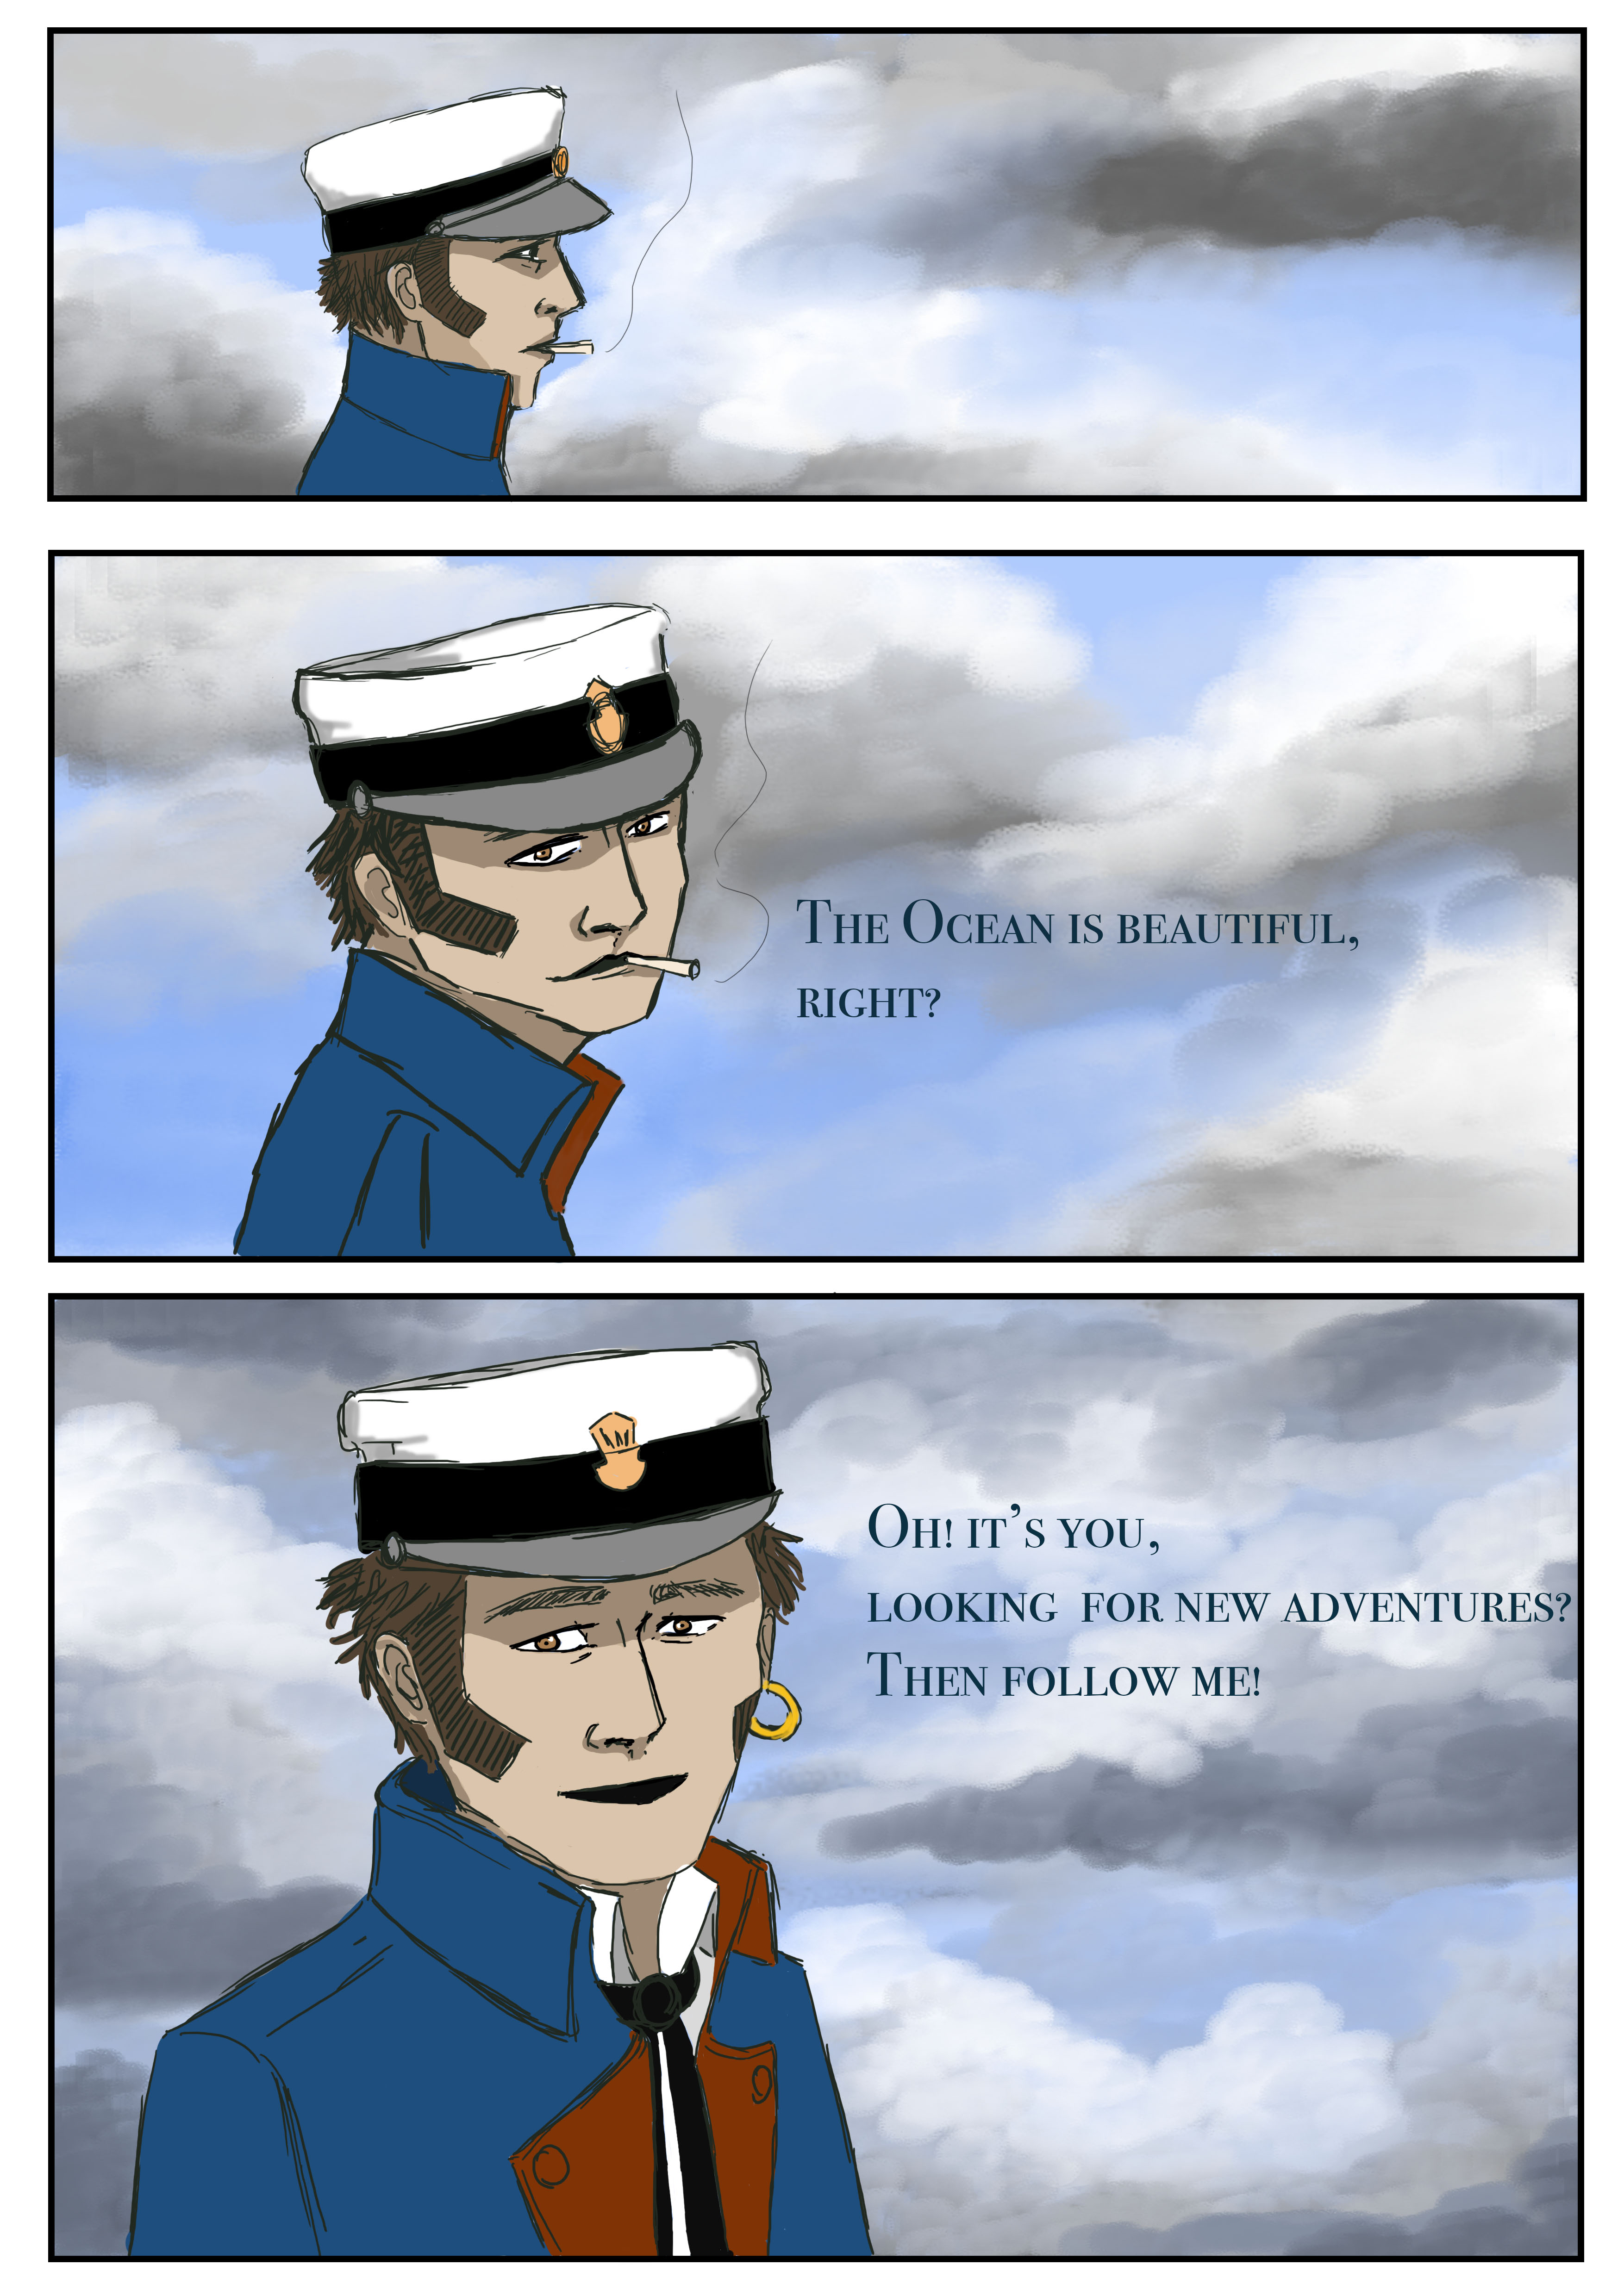 The Ocean is beautiful,
right?
Oh! it's you,
looking for new adventures?
Then follow me!